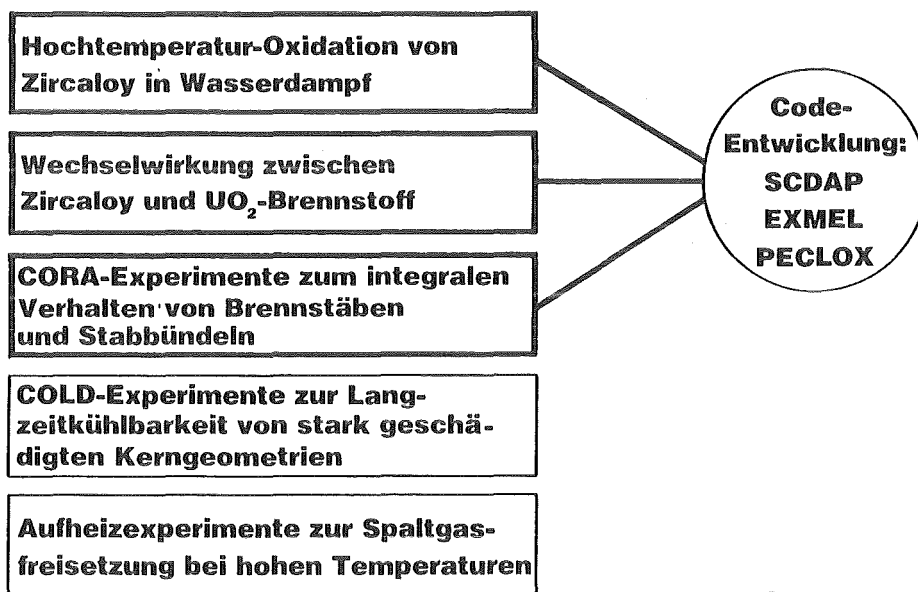 Hochtemperatur-Oxidation von
Zircaloy in Wasserdampf
Wechselwirkung zwischen
Zircaloy und UO₂-Brennstoff
CORA-Experimente zum integralen
Verhalten von Brennstäben
und Stabbündeln
COLD-Experimente zur Lang-
zeitkühlbarkeit von stark geschä-
digten Kerngeometrien
Aufheizexperimente zur Spaltgas-
freisetzung bei hohen Temperaturen
Code-
Entwicklung:
SCDAP
EXMEL
PECLOX